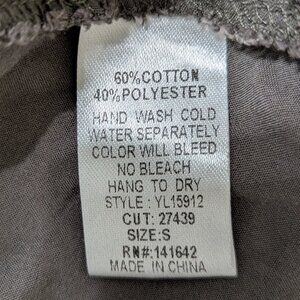 60%COTTON
40%POLYESTER
HAND WASH COLD
WATER SEPARATELY
COLOR WILL BLEED
NO BLEACH
HANG TO DRY
STYLE : YL15912
CUT: 27439
SIZE:S
RN#:141642
MADE IN CHINA